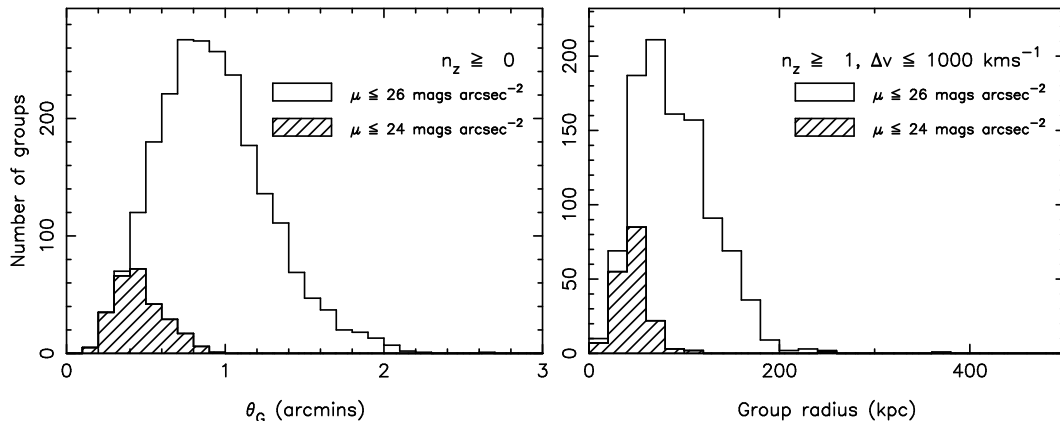 n_z ≧ 0
μ ≦ 26 mags arcsec⁻²
μ ≦ 24 mags arcsec⁻²
Number of groups
0
100
200
0
1
2
3
θ_G (arcmins)
n_z ≧ 1, Δv ≤ 1000 kms⁻¹
μ ≦ 26 mags arcsec⁻²
μ ≦ 24 mags arcsec⁻²
0
50
100
150
200
0
200
400
Group radius (kpc)